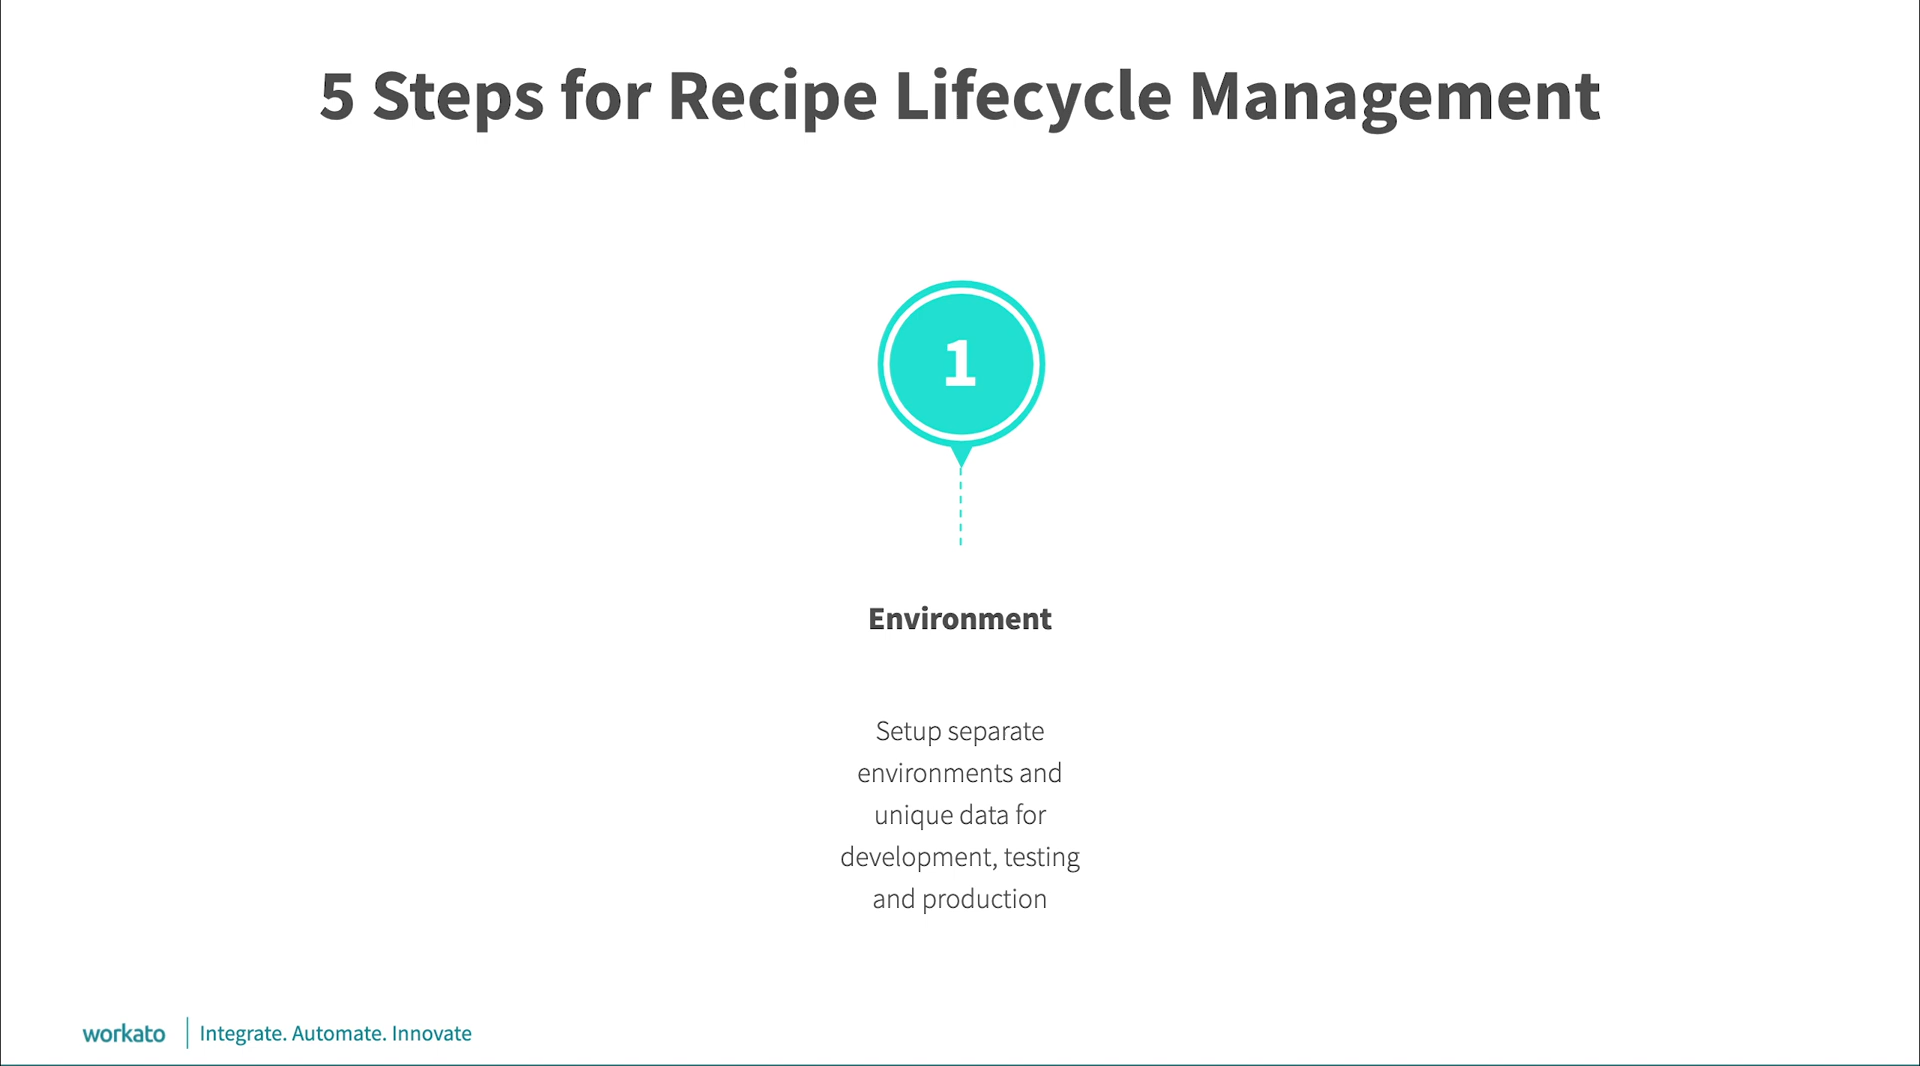 5 Steps for Recipe Lifecycle Management
1
Environment
Setup separate
environments and
unique data for
development, testing
and production
workato | Integrate. Automate. Innovate